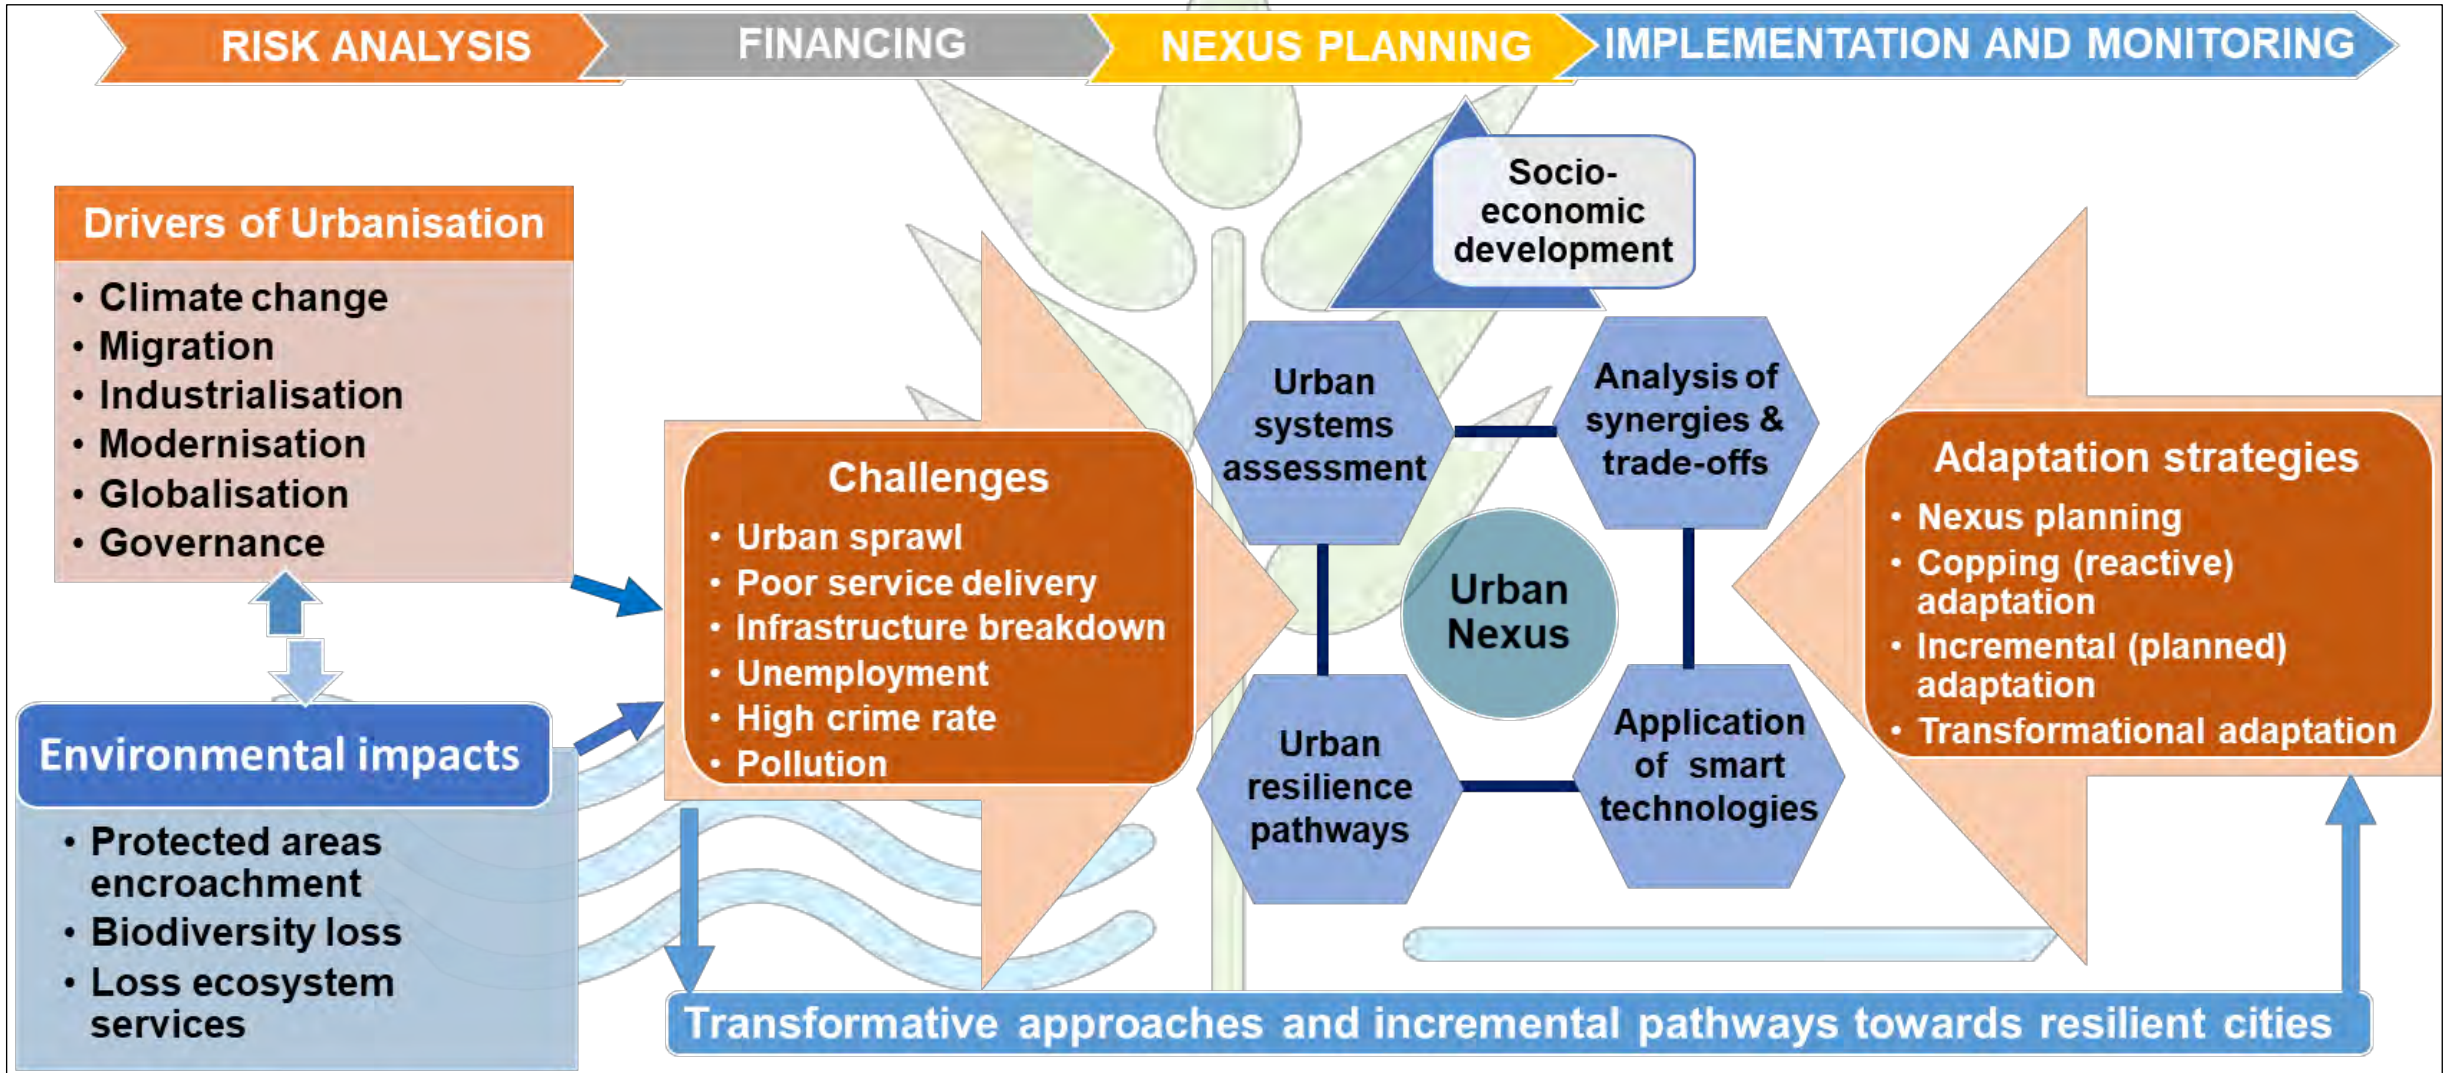 RISK ANALYSIS
FINANCING
NEXUS PLANNING
IMPLEMENTATION AND MONITORING
Drivers of Urbanisation
• Climate change
• Migration
• Industrialisation
• Modernisation
• Globalisation
• Governance
Environmental impacts
• Protected areas
encroachment
• Biodiversity loss
• Loss ecosystem
services
Challenges
• Urban sprawl
• Poor service delivery
• Infrastructure breakdown
• Unemployment
• High crime rate
• Pollution
Socio-
economic
development
Urban
systems
assessment
Analysis of
synergies &
trade-offs
Urban
Nexus
Urban
resilience
pathways
Application
of smart
technologies
Adaptation strategies
• Nexus planning
• Copping (reactive)
adaptation
• Incremental (planned)
adaptation
• Transformational adaptation
Transformative approaches and incremental pathways towards resilient cities